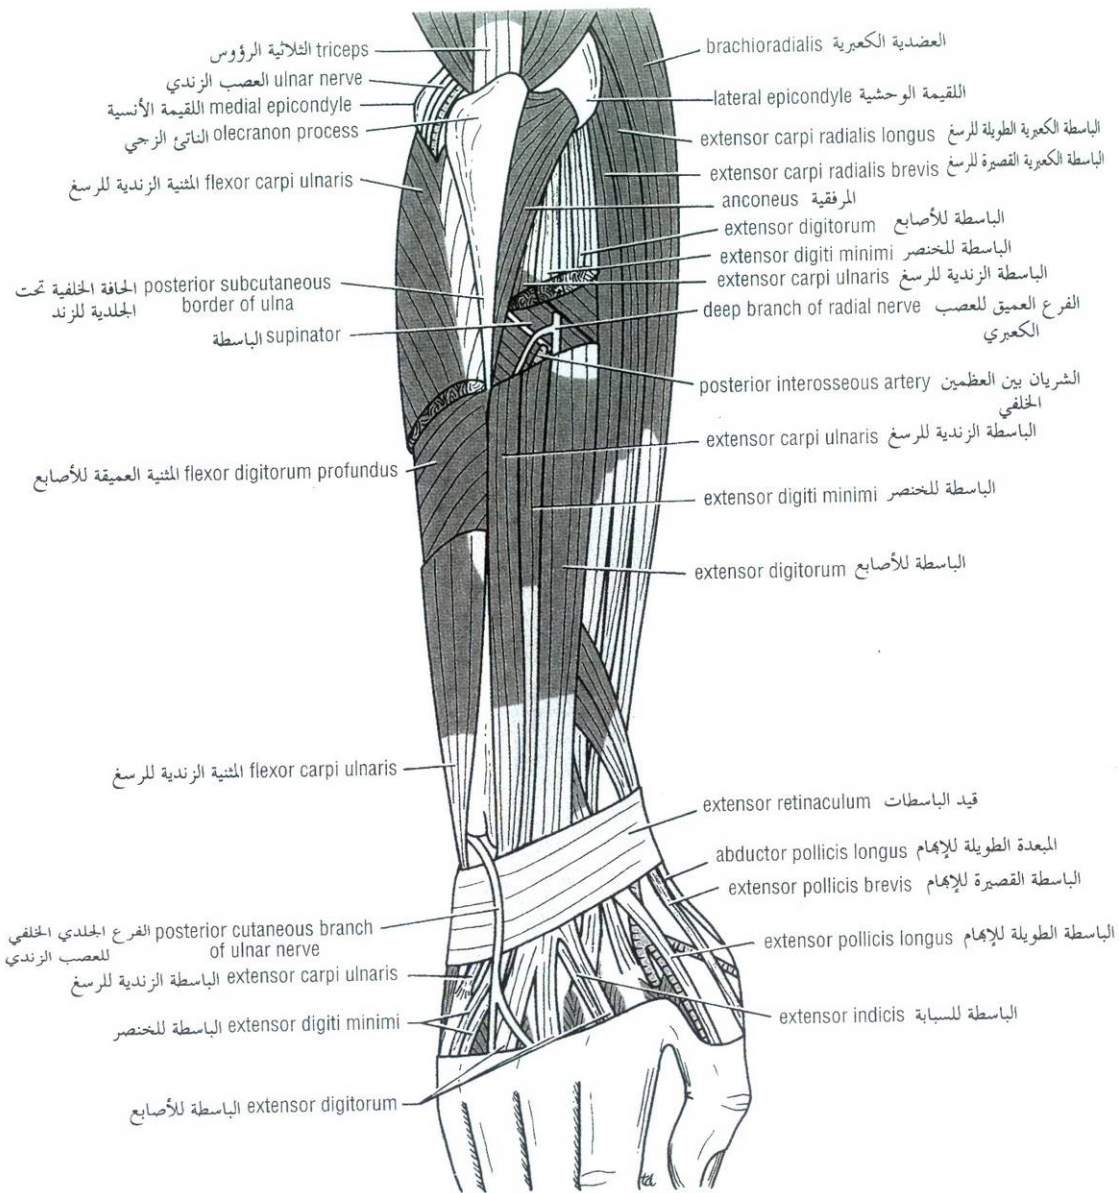 triceps الثلاثية الرؤوس
ulnar nerve العصب الزندي
medial epicondyle اللقيمة الأنسية
olecranon process الناتئ الزجي
flexor carpi ulnaris المثنية الزندية للرسغ
posterior subcutaneous الحافة الخلفية تحت
border of ulna الجلدية للزند
supinator الباسطة
flexor digitorum profundus المثنية العميقة للأصابع
flexor carpi ulnaris المثنية الزندية للرسغ
posterior cutaneous branch الفرع الجلدي الخلفي
of ulnar nerve للعصب الزندي
extensor carpi ulnaris الباسطة الزندية للرسغ
extensor digiti minimi الباسطة للخنصر
extensor digitorum الباسطة للأصابع
brachioradialis العضدية الكعبرية
lateral epicondyle اللقيمة الوحشية
extensor carpi radialis longus الباسطة الكعبرية الطويلة للرسغ
extensor carpi radialis brevis الباسطة الكعبرية القصيرة للرسغ
anconeus المرفقية
extensor digitorum الباسطة للأصابع
extensor digiti minimi الباسطة للخنصر
extensor carpi ulnaris الباسطة الزندية للرسغ
deep branch of radial nerve الفرع العميق للعصب
الكعبري
posterior interosseous artery الشريان بين العظمين
الخلفي
extensor carpi ulnaris الباسطة الزندية للرسغ
extensor digiti minimi الباسطة للخنصر
extensor digitorum الباسطة للأصابع
extensor retinaculum قيد الباسطات
abductor pollicis longus المبعدة الطويلة للإبهام
extensor pollicis brevis الباسطة القصيرة للإبهام
extensor pollicis longus الباسطة الطويلة للإبهام
extensor indicis الباسطة للسبابة
td